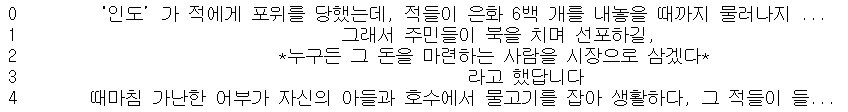 0 '인도' 가 적에게 포위를 당했는데, 적들이 은화 6백 개를 내놓을 때까지 물러나지 ...
1 그래서 주민들이 북을 치며 선포하길,
2 *누구든 그 돈을 마련하는 사람을 시장으로 삼겠다*
3 라고 했답니다
4 때마침 가난한 어부가 자신의 아들과 호수에서 물고기를 잡아 생활하다, 그 적들이 들...